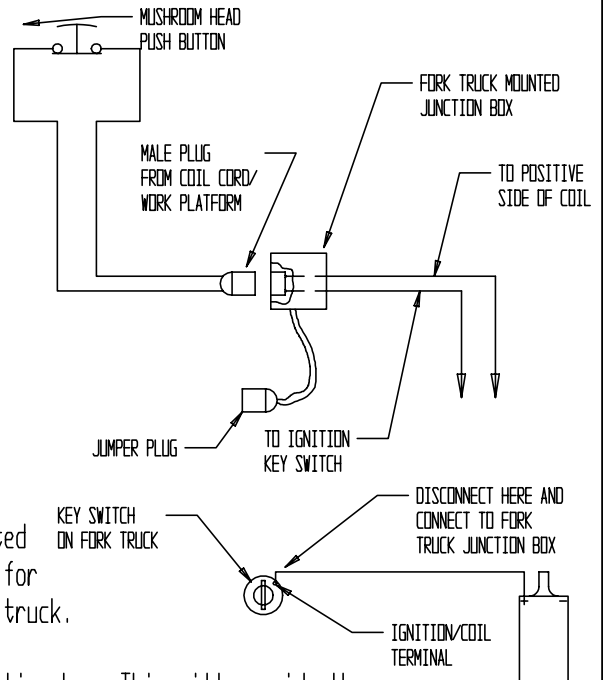 MUSHROOM HEAD
PUSH BUTTON
FORK TRUCK MOUNTED
JUNCTION BOX
MALE PLUG
FROM COIL CORD/
WORK PLATFORM
TO POSITIVE
SIDE OF COIL
JUMPER PLUG
TO IGNITION
KEY SWITCH
DISCONNECT HERE AND
CONNECT TO FORK
TRUCK JUNCTION BOX
KEY SWITCH
ON FORK TRUCK
for
truck.
+ -
IGNITION/COIL
TERMINAL